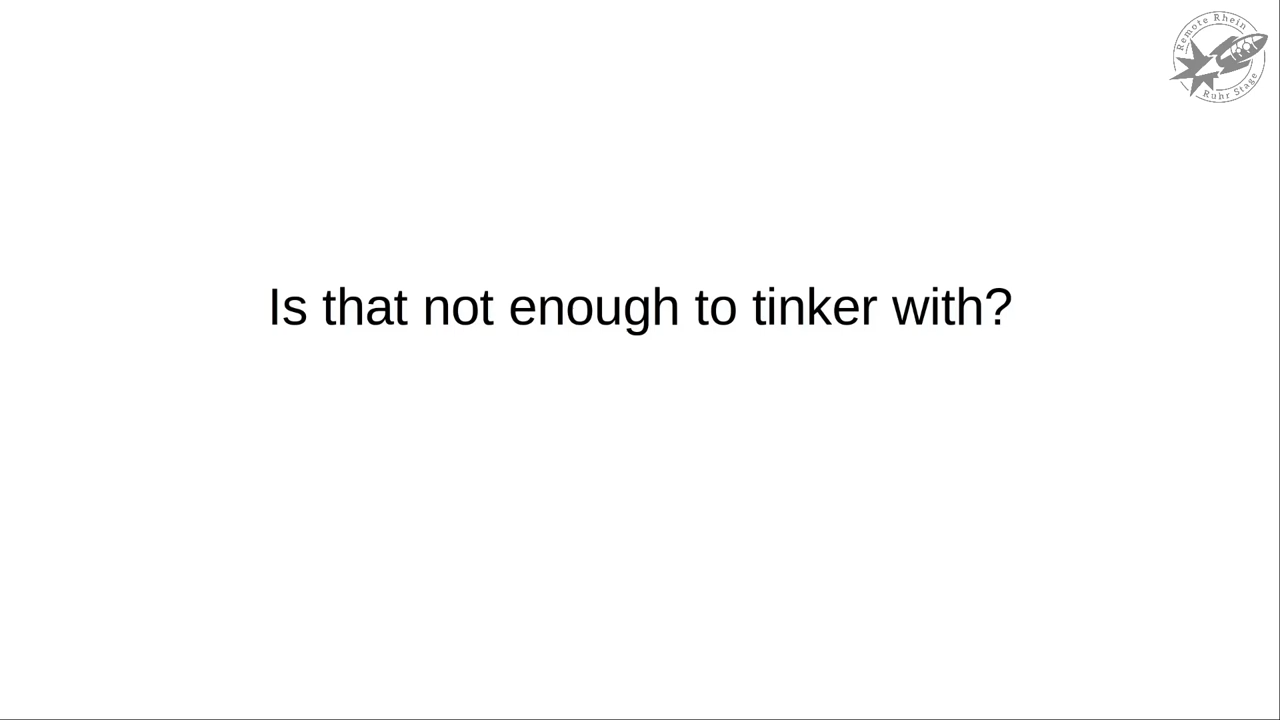 Remote Rhein
Ruhr Stage
Is that not enough to tinker with?